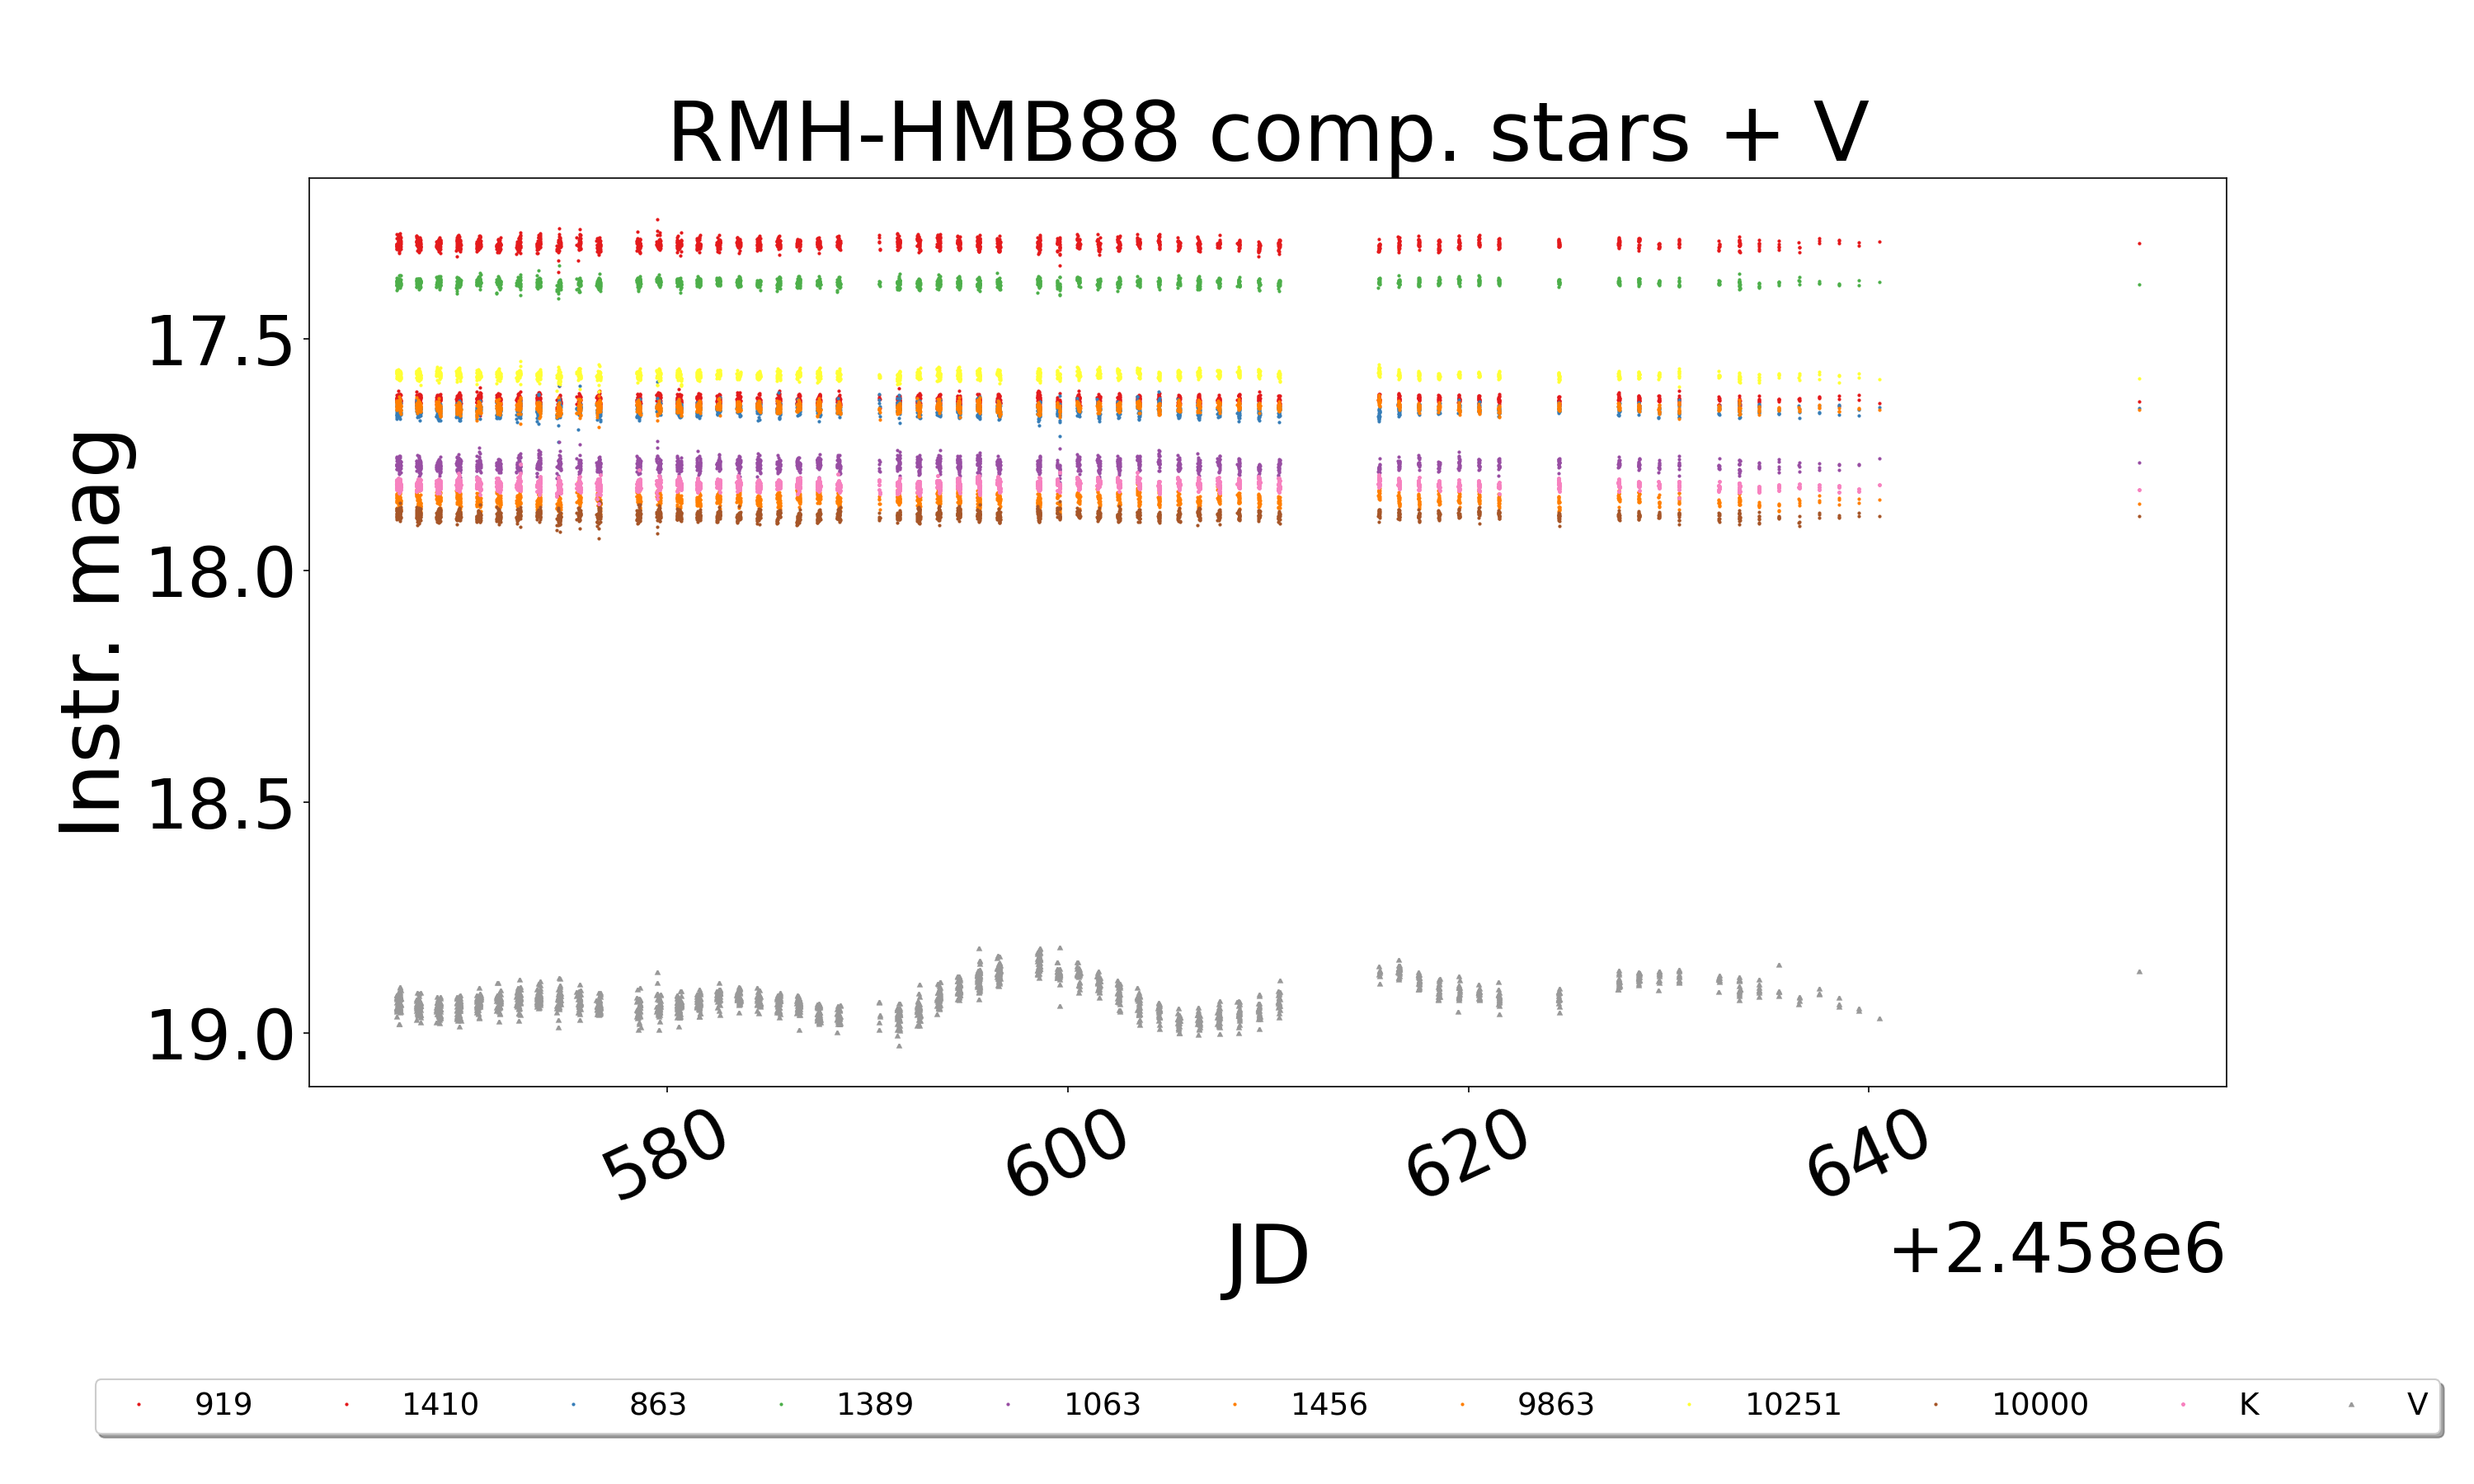 RMH-HMB88 comp. stars + V
Instr. mag
17.5
18.0
18.5
19.0
580 600 620 640
JD
+2.458e6
919 1410 863 1389 1063 1456 9863 10251 10000 K V